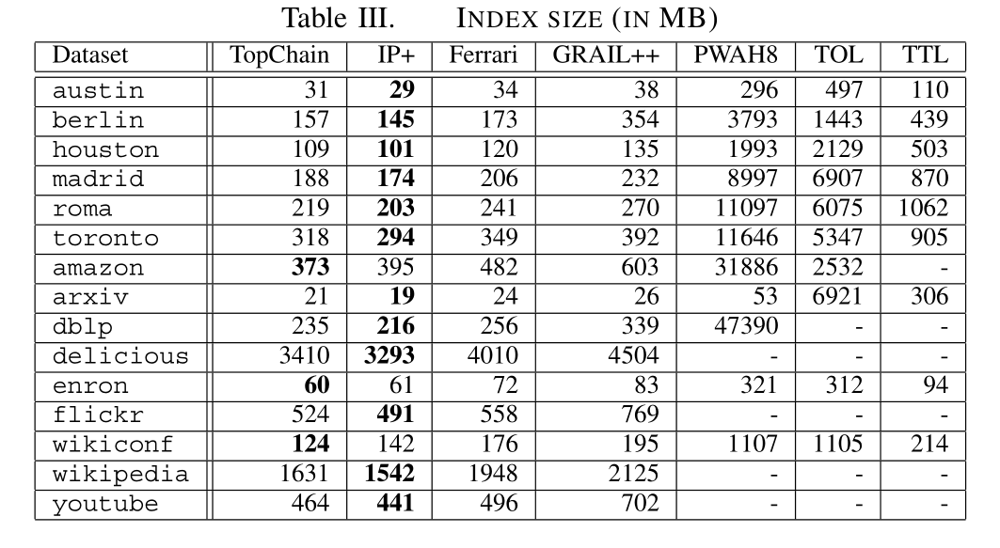 Table III. INDEX SIZE (IN MB)
Dataset TopChain IP+ Ferrari GRAIL++ PWAH8 TOL TTL
austin 31 29 34 38 296 497 110
berlin 157 145 173 354 3793 1443 439
houston 109 101 120 135 1993 2129 503
madrid 188 174 206 232 8997 6907 870
roma 219 203 241 270 11097 6075 1062
toronto 318 294 349 392 11646 5347 905
amazon 373 395 482 603 31886 2532 -
arxiv 21 19 24 26 53 6921 306
dblp 235 216 256 339 47390 - -
delicious 3410 3293 4010 4504 - - -
enron 60 61 72 83 321 312 94
flickr 524 491 558 769 - - -
wikiconf 124 142 176 195 1107 1105 214
wikipedia 1631 1542 1948 2125 - - -
youtube 464 441 496 702 - - -